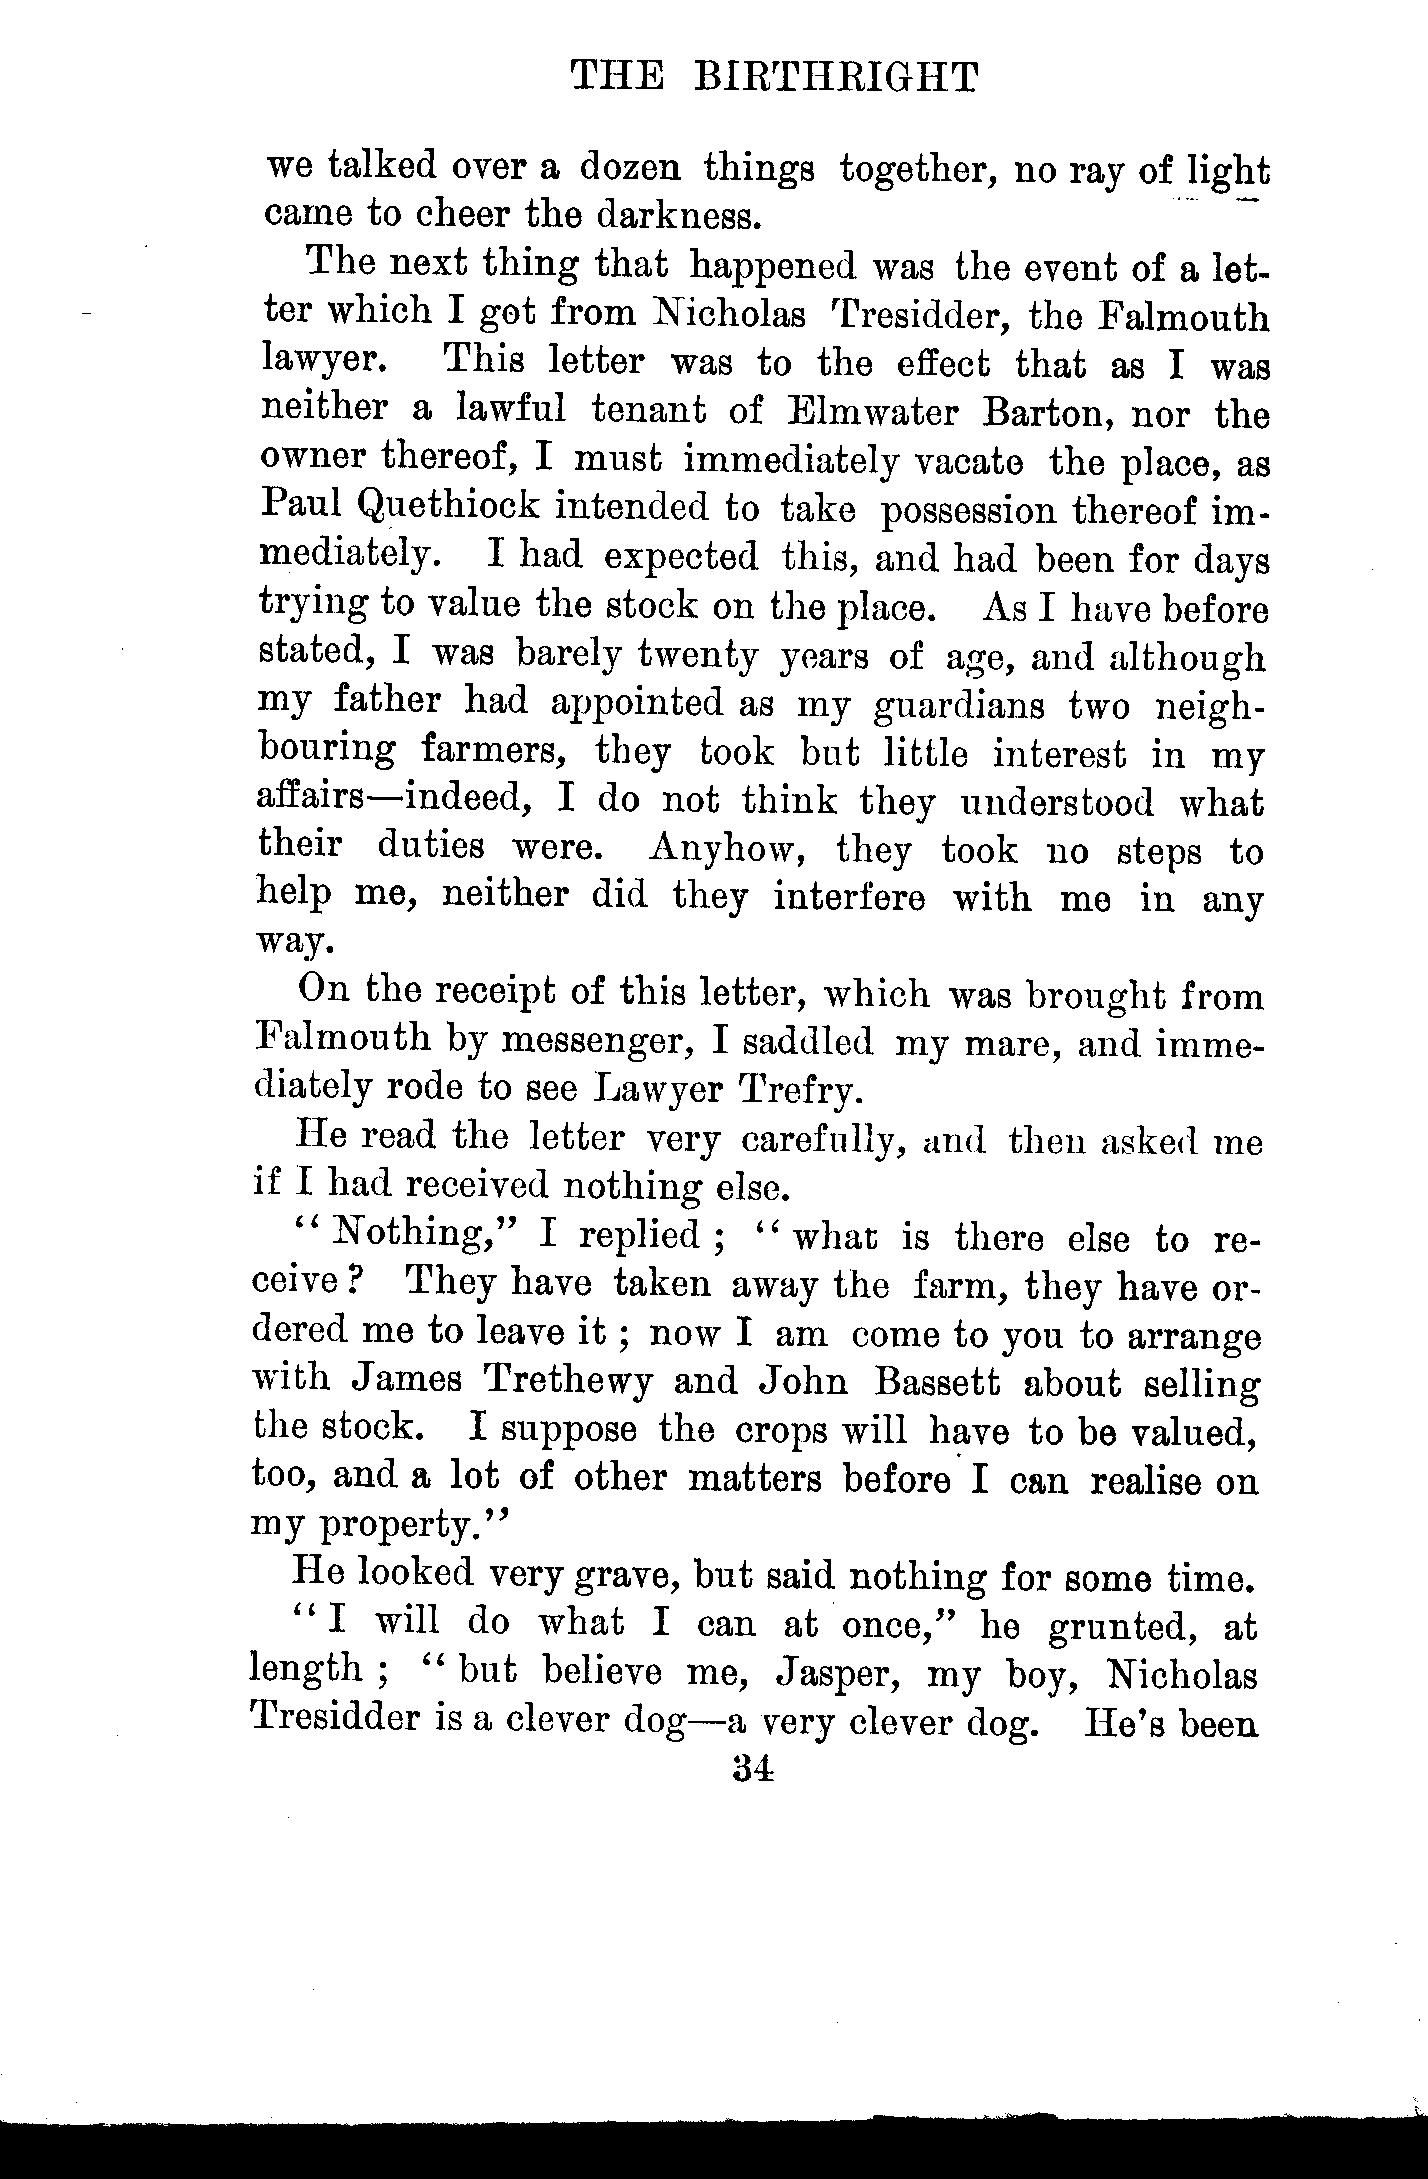 THE BIRTHRIGHT
we talked over a dozen things together, no ray of light
came to cheer the darkness.
The next thing that happened was the event of a let-
ter which I got from Nicholas Tresidder, the Falmouth
lawyer. This letter was to the effect that as I was
neither a lawful tenant of Elmwater Barton, nor the
owner thereof, I must immediately vacate the place, as
Paul Quethiock intended to take possession thereof im-
mediately. I had expected this, and had been for days
trying to value the stock on the place. As I have before
stated, I was barely twenty years of age, and although
my father had appointed as my guardians two neigh-
bouring farmers, they took but little interest in my
affairs—indeed, I do not think they understood what
their duties were. Anyhow, they took no steps to
help me, neither did they interfere with me in any
way.
On the receipt of this letter, which was brought from
Falmouth by messenger, I saddled my mare, and imme-
diately rode to see Lawyer Trefry.
He read the letter very carefully, and then asked me
if I had received nothing else.
“ Nothing,” I replied ; “ what is there else to re-
ceive ? They have taken away the farm, they have or-
dered me to leave it ; now I am come to you to arrange
with James Trethewy and John Bassett about selling
the stock. I suppose the crops will have to be valued,
too, and a lot of other matters before I can realise on
my property.”
He looked very grave, but said nothing for some time.
“ I will do what I can at once,” he grunted, at
length ; “ but believe me, Jasper, my boy, Nicholas
Tresidder is a clever dog—a very clever dog. He’s been
34